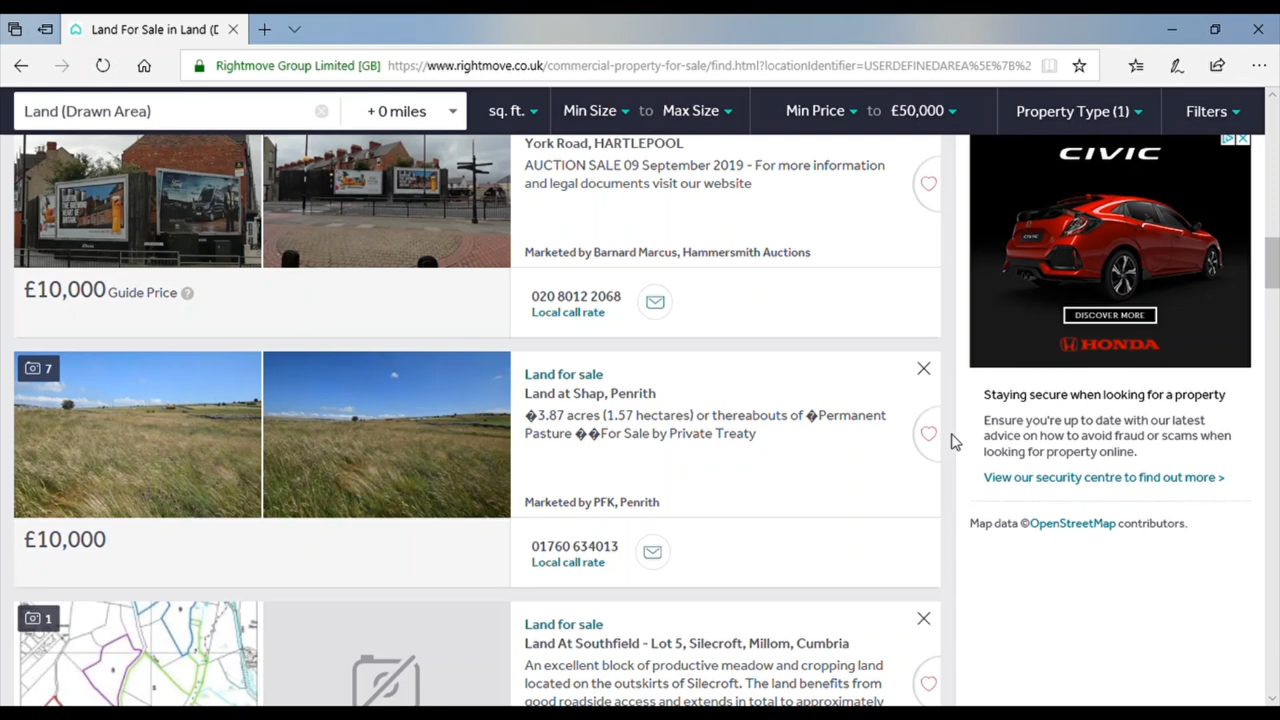 Land For Sale in Land (D
Rightmove Group Limited [GB] https://www.rightmove.co.uk/commercial-property-for-sale/find.html?locationIdentifier=USERDEFINEDAREA%5E%7B%2
Land (Drawn Area) + 0 miles sq. ft. Min Size to Max Size Min Price to £50,000 Property Type (1) Filters
York Road, HARTLEPOOL
AUCTION SALE 09 September 2019 - For more information
and legal documents visit our website
Marketed by Barnard Marcus, Hammersmith Auctions
£10,000 Guide Price ?
020 8012 2068
Local call rate
7
Land for sale
Land at Shap, Penrith
�3.87 acres (1.57 hectares) or thereabouts of �Permanent
Pasture ��For Sale by Private Treaty
Marketed by PFK, Penrith
£10,000
01760 634013
Local call rate
1
Land for sale
Land At Southfield - Lot 5, Silecroft, Millom, Cumbria
An excellent block of productive meadow and cropping land
located on the outskirts of Silecroft. The land benefits from
good roadside access and extends in total to approximately
CIVIC
DISCOVER MORE
HONDA
Staying secure when looking for a property
Ensure you're up to date with our latest
advice on how to avoid fraud or scams when
looking for property online.
View our security centre to find out more >
Map data ©OpenStreetMap contributors.